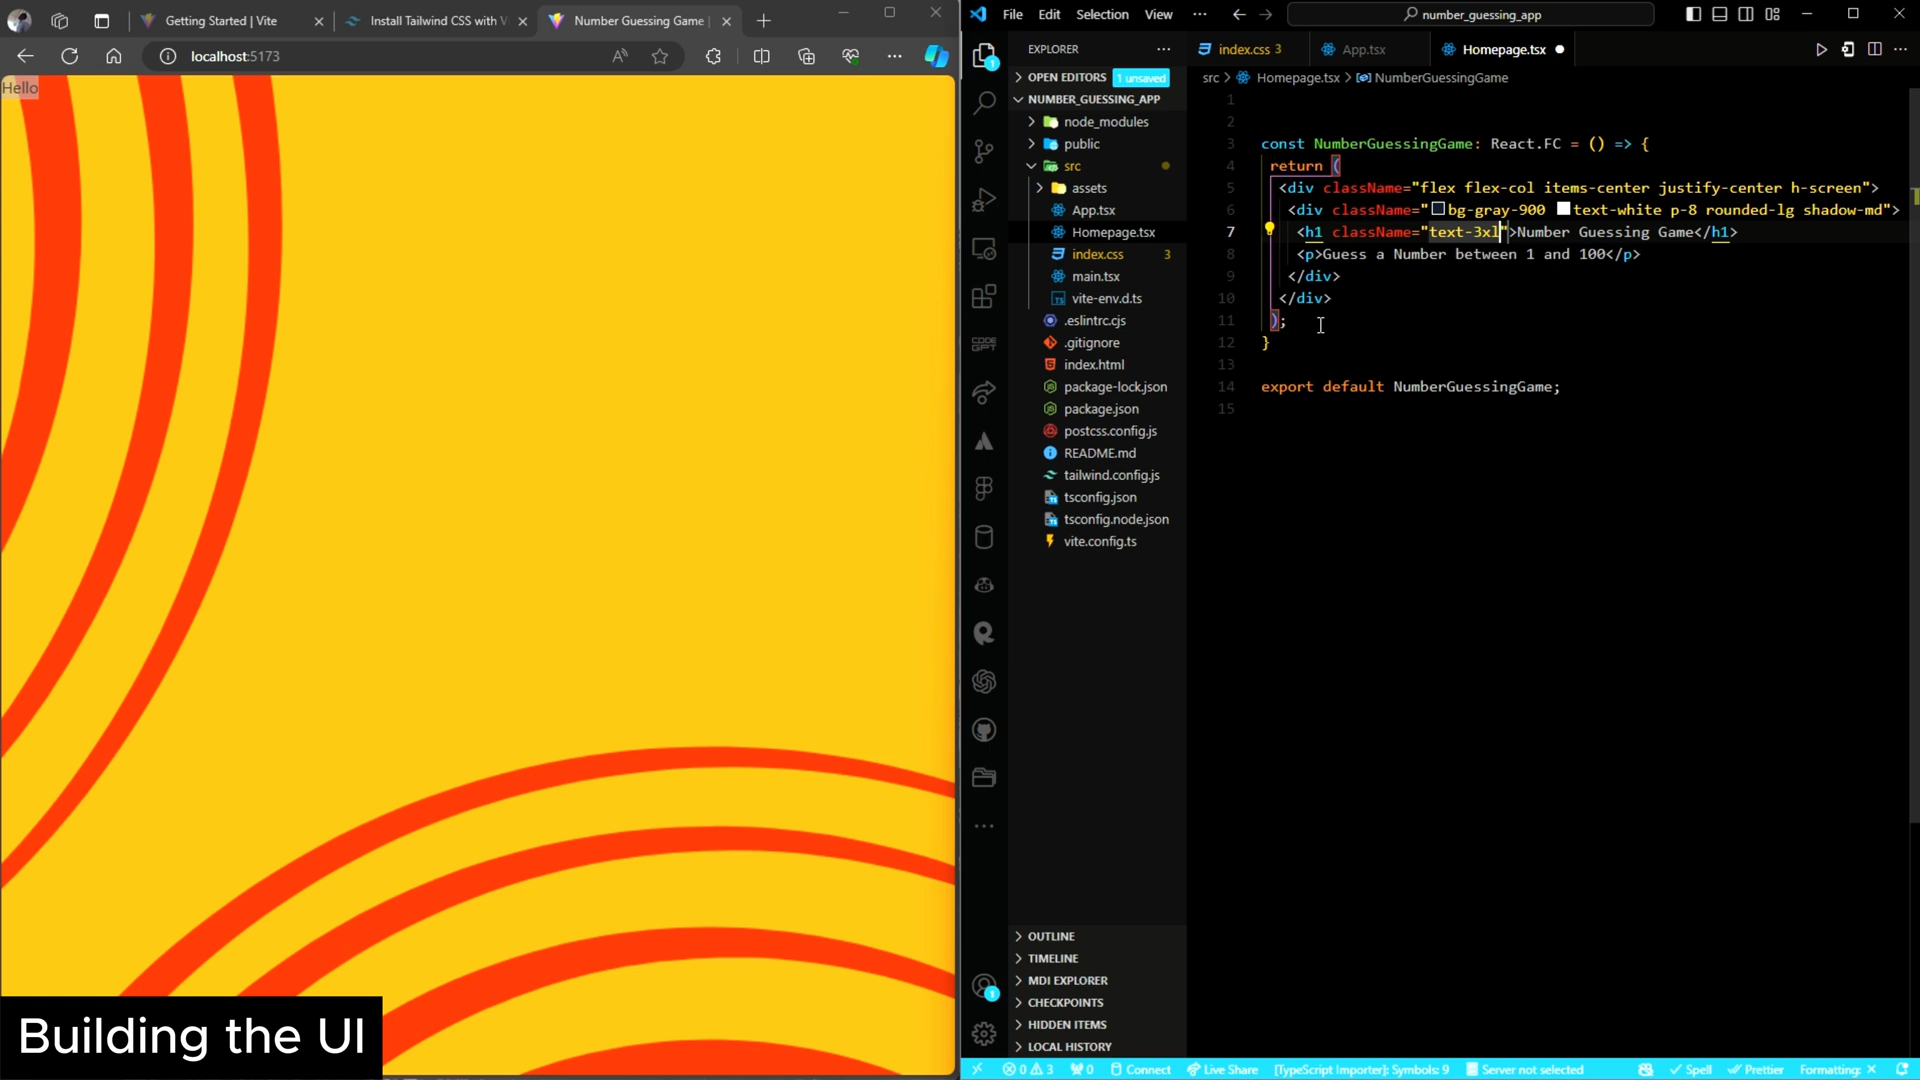 Getting Started | Vite
Install Tailwind CSS with V
Number Guessing Game |
localhost:5173
Hello
Building the UI
File Edit Selection View ...
number_guessing_app
EXPLORER
OPEN EDITORS 1 unsaved
NUMBER_GUESSING_APP
node_modules
public
src
assets
App.tsx
Homepage.tsx
index.css 3
main.tsx
vite-env.d.ts
.eslintrc.cjs
.gitignore
index.html
package-lock.json
package.json
postcss.config.js
README.md
tailwind.config.js
tsconfig.json
tsconfig.node.json
vite.config.ts
OUTLINE
TIMELINE
MDI EXPLORER
CHECKPOINTS
HIDDEN ITEMS
LOCAL HISTORY
index.css 3
App.tsx
Homepage.tsx
src > Homepage.tsx > NumberGuessingGame
1
2
3 const NumberGuessingGame: React.FC = () => {
4 return (
5 <div className="flex flex-col items-center justify-center h-screen">
6 <div className="bg-gray-900 text-white p-8 rounded-lg shadow-md">
7 <h1 className="text-3xl">Number Guessing Game</h1>
8 <p>Guess a Number between 1 and 100</p>
9 </div>
10 </div>
11 );
12 }
13
14 export default NumberGuessingGame;
15
0 3 0 Connect Live Share [TypeScript Importer]: Symbols: 9 Server not selected Spell Prettier Formatting: ×